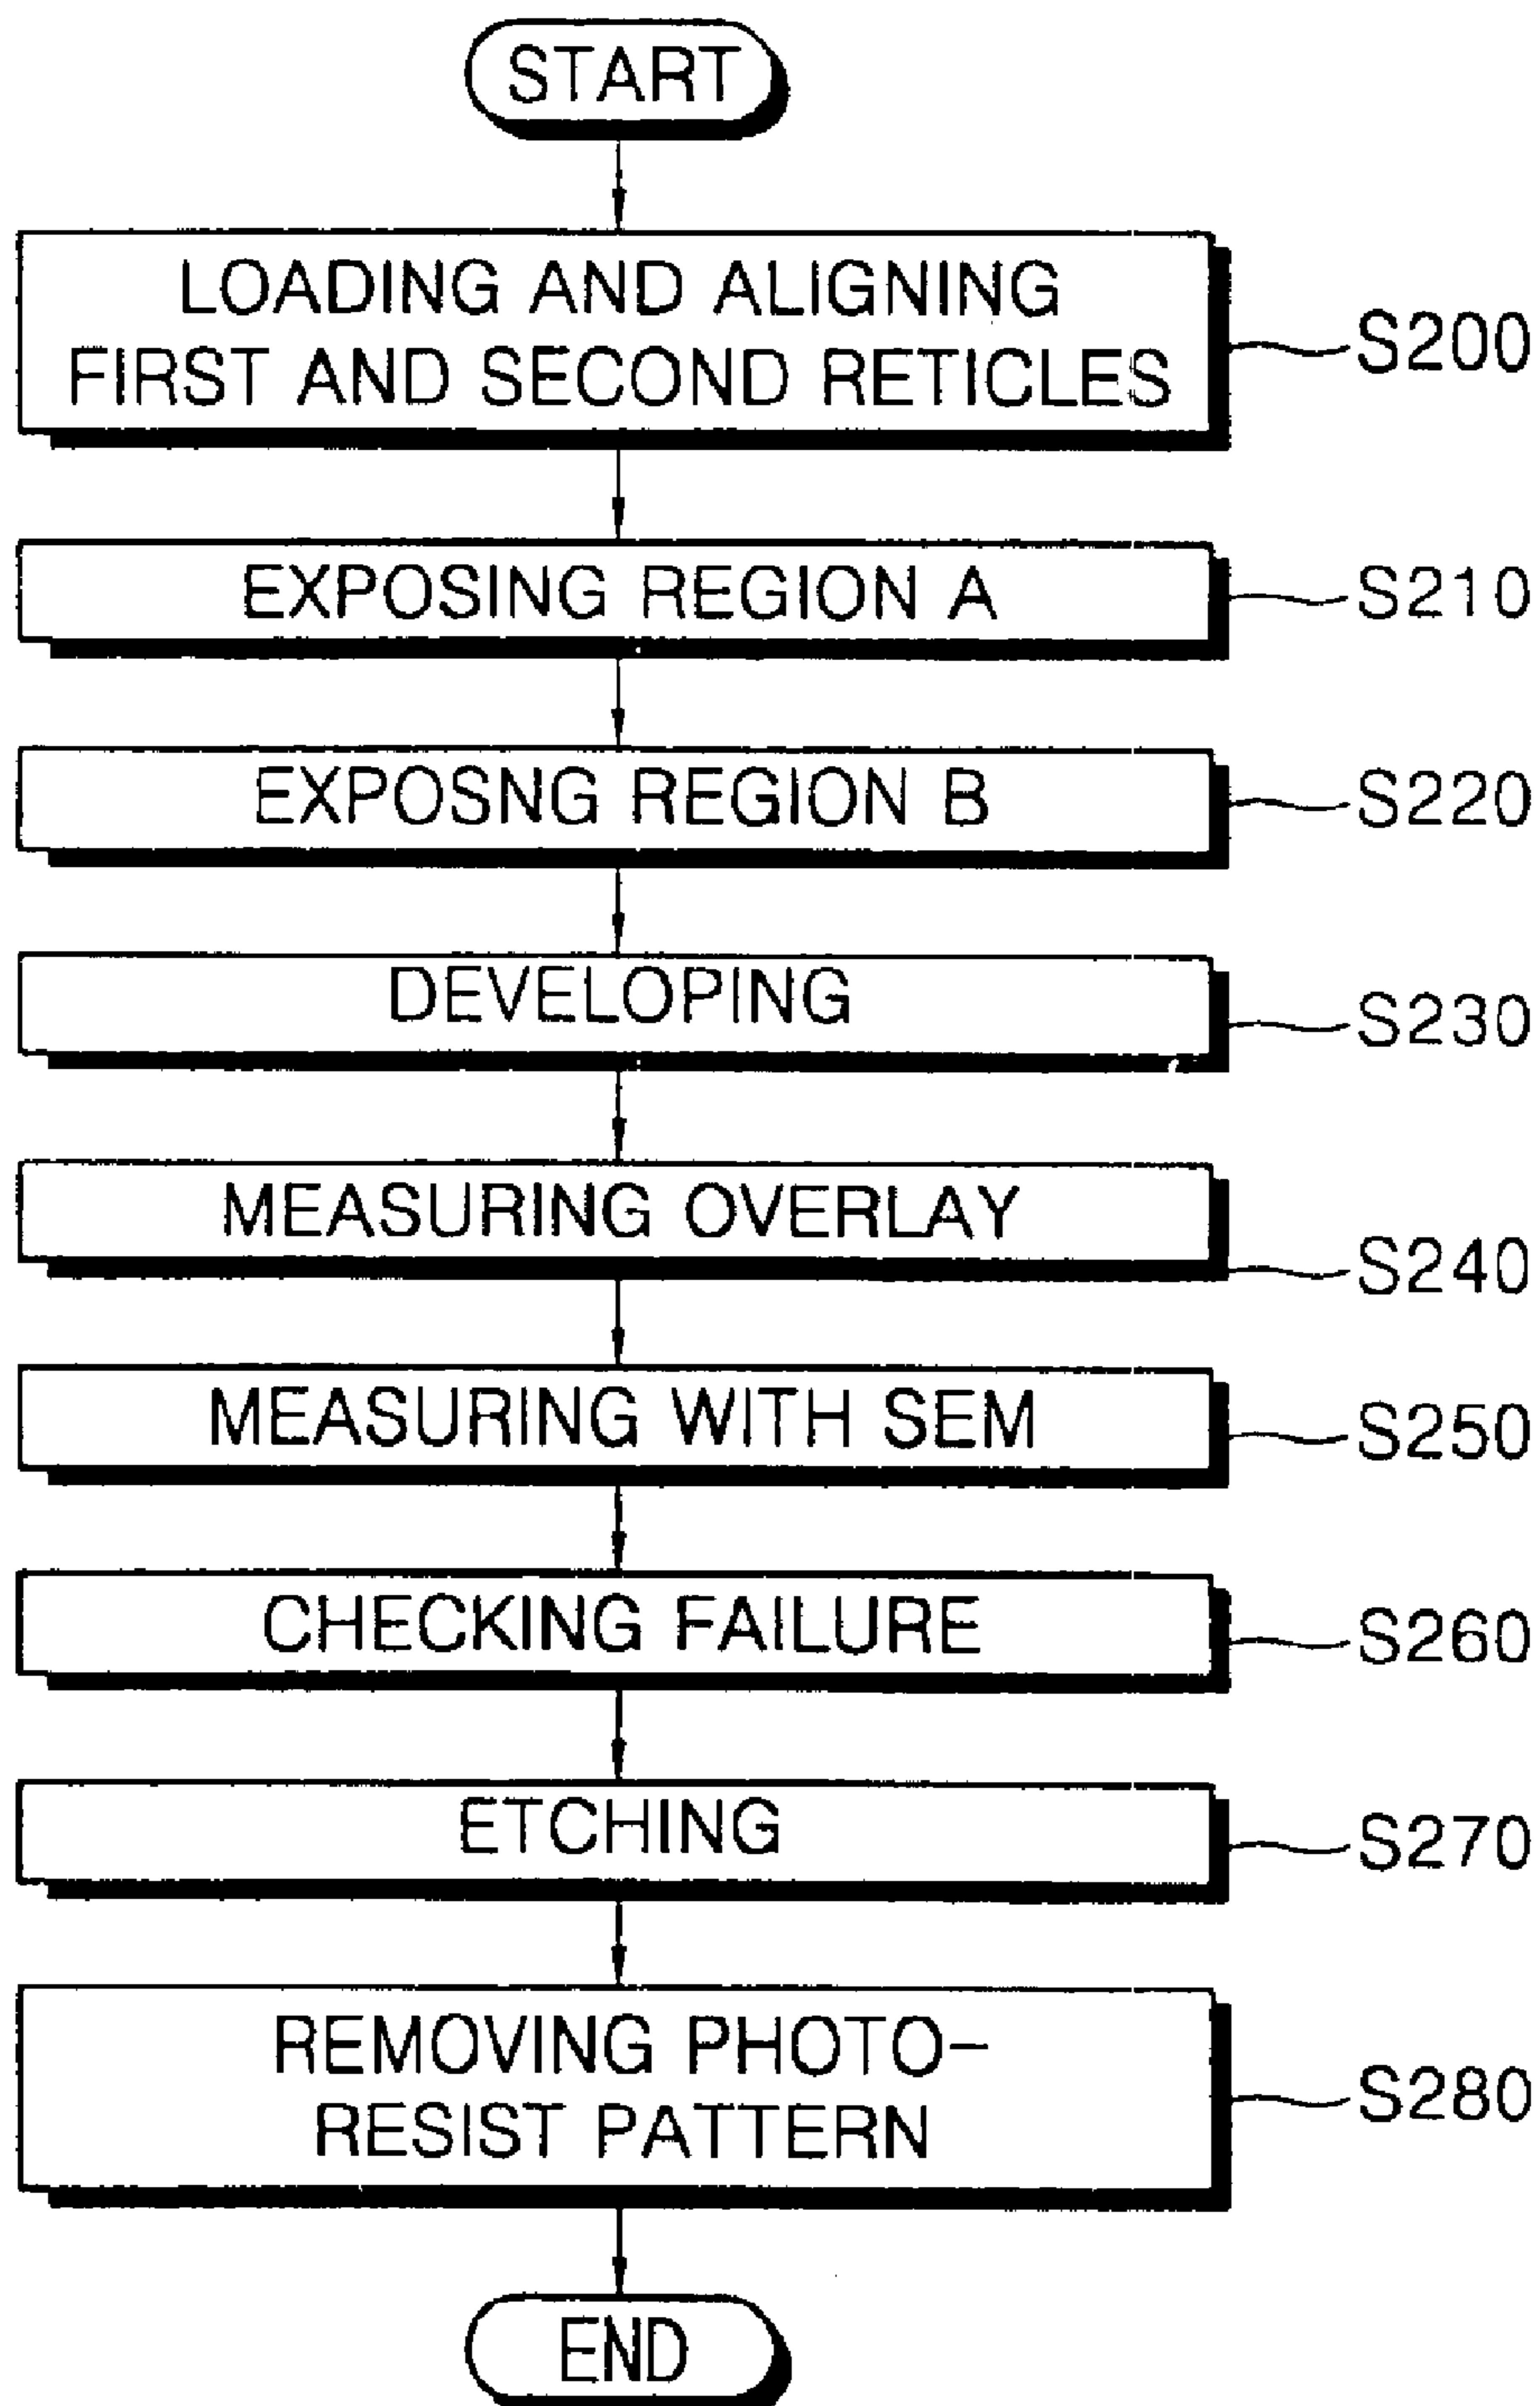 START
LOADING AND ALIGNING
FIRST AND SECOND RETICLES
S200
EXPOSING REGION A
S210
EXPOSNG REGION B
S220
DEVELOPING
S230
MEASURING OVERLAY
S240
MEASURING WITH SEM
S250
CHECKING FAILURE
S260
ETCHING
S270
REMOVING PHOTO-
RESIST PATTERN
S280
END